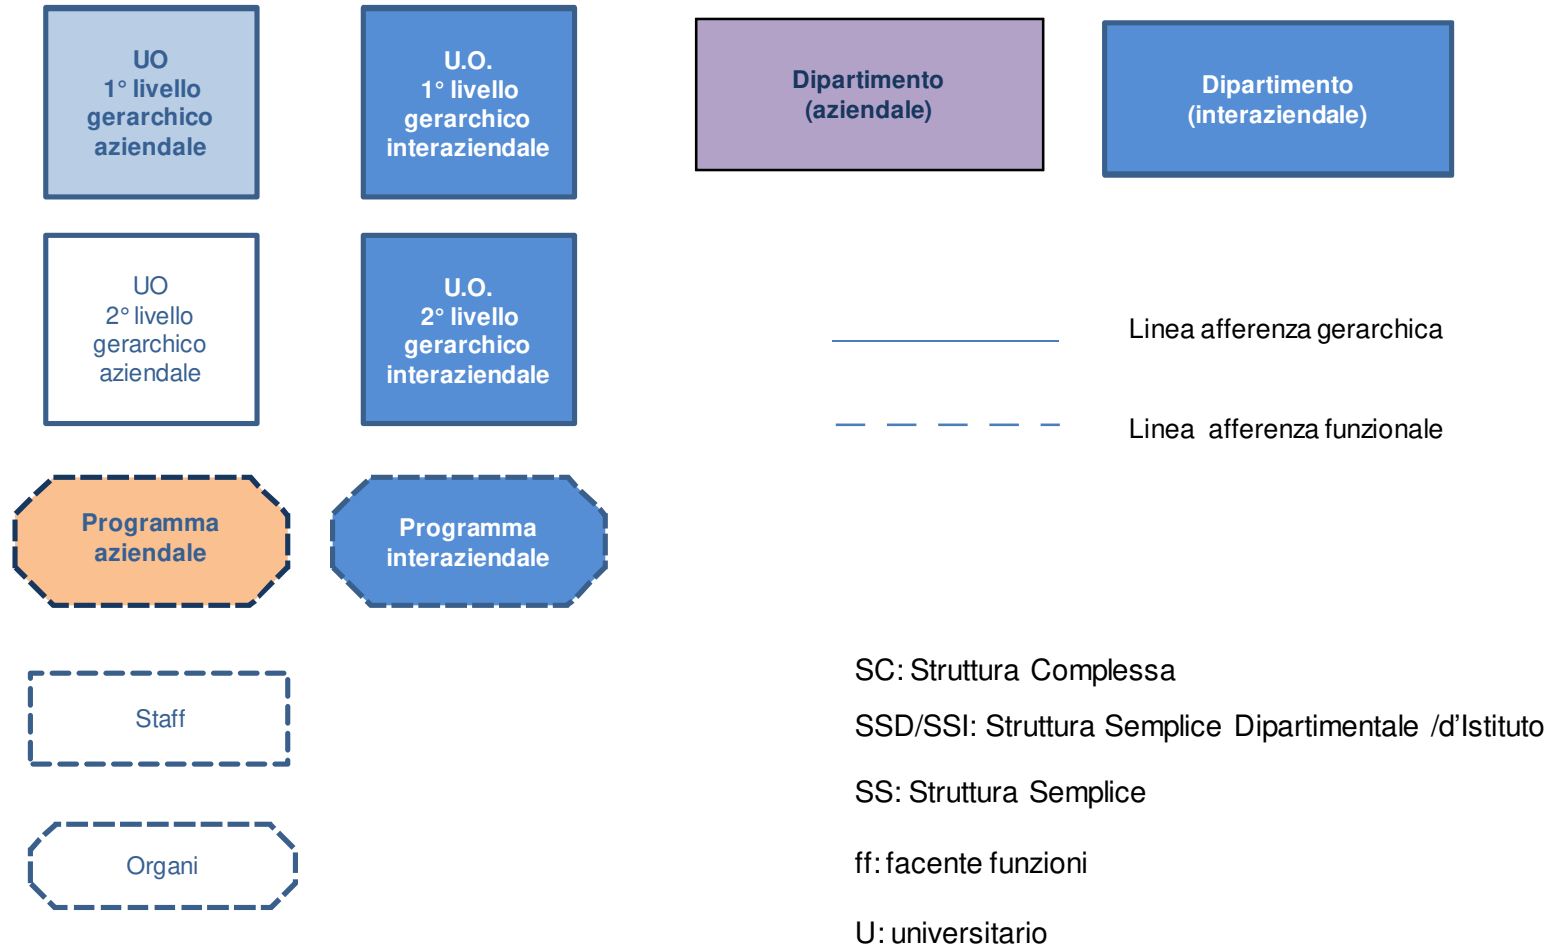 UO
1° livello
gerarchico
aziendale
U.O.
1° livello
gerarchico
interaziendale
Dipartimento
(aziendale)
Dipartimento
(interaziendale)
UO
2° livello
gerarchico
aziendale
U.O.
2° livello
gerarchico
interaziendale
Linea afferenza gerarchica
Linea afferenza funzionale
Programma
aziendale
Programma
interaziendale
Staff
Organi
SC: Struttura Complessa
SSD/SSI: Struttura Semplice Dipartimentale /d’Istituto
SS: Struttura Semplice
ff: facente funzioni
U: universitario